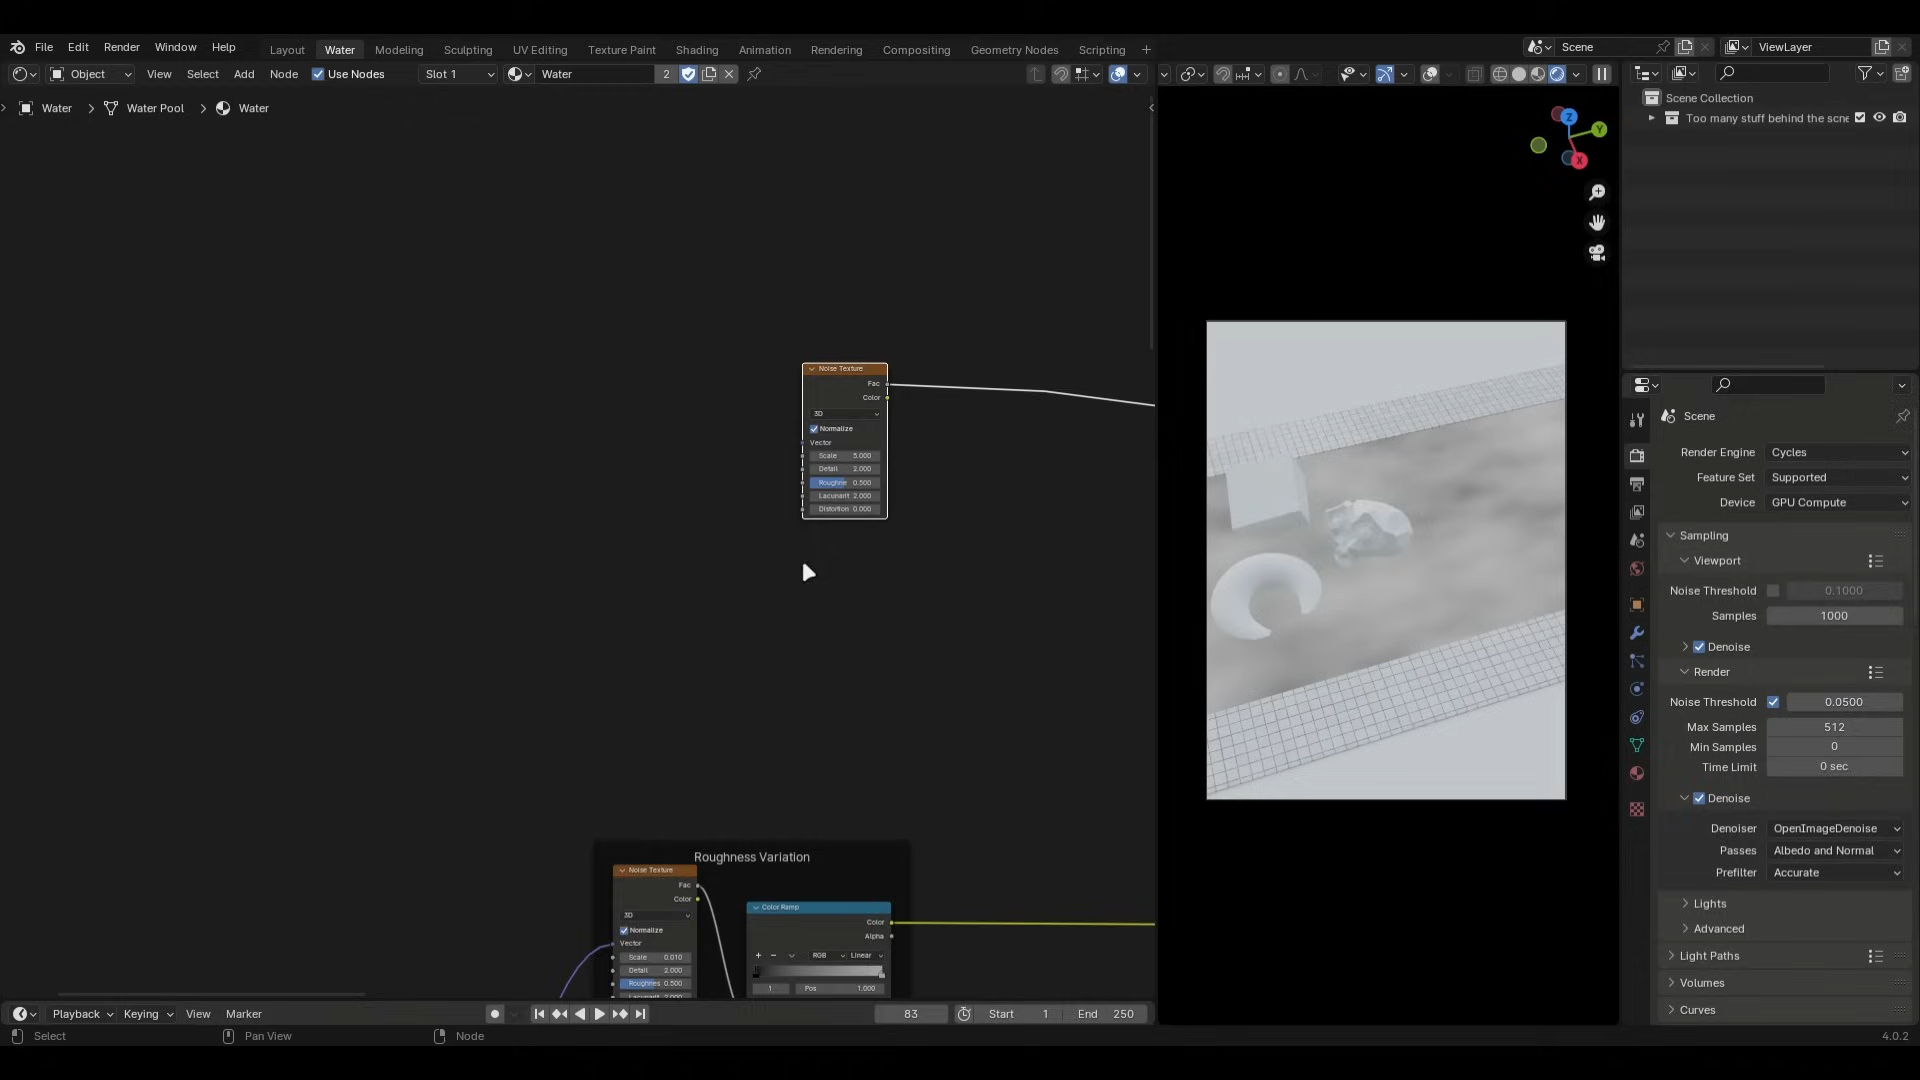 File Edit Render Window Help Layout Water Modeling Sculpting UV Editing Texture Paint Shading Animation Rendering Compositing Geometry Nodes Scripting + Scene ViewLayer
Object View Select Add Node Use Nodes Slot 1 Water 2
Water Water Pool Water
Scene Collection
Too many stuff behind the scne
Z
Y
X
Noise Texture
Fac
Color
3D
Normalize
Vector
Scale 5.000
Detail 2.000
Roughne 0.500
Lacunarit 2.000
Distortion 0.000
Scene
Render Engine Cycles
Feature Set Supported
Device GPU Compute
Sampling
Viewport
Noise Threshold 0.1000
Samples 1000
Denoise
Render
Noise Threshold 0.0500
Max Samples 512
Min Samples 0
Time Limit 0 sec
Denoise
Denoiser OpenImageDenoise
Passes Albedo and Normal
Prefilter Accurate
Lights
Advanced
Light Paths
Volumes
Curves
Roughness Variation
Noise Texture
Fac
Color
3D
Normalize
Vector
Scale 0.010
Detail 2.000
Roughnes 0.500
Color Ramp
Color
Alpha
+ − RGB Linear
1 Pos 1.000
Playback Keying View Marker 83 Start 1 End 250
Select Pan View Node 4.0.2